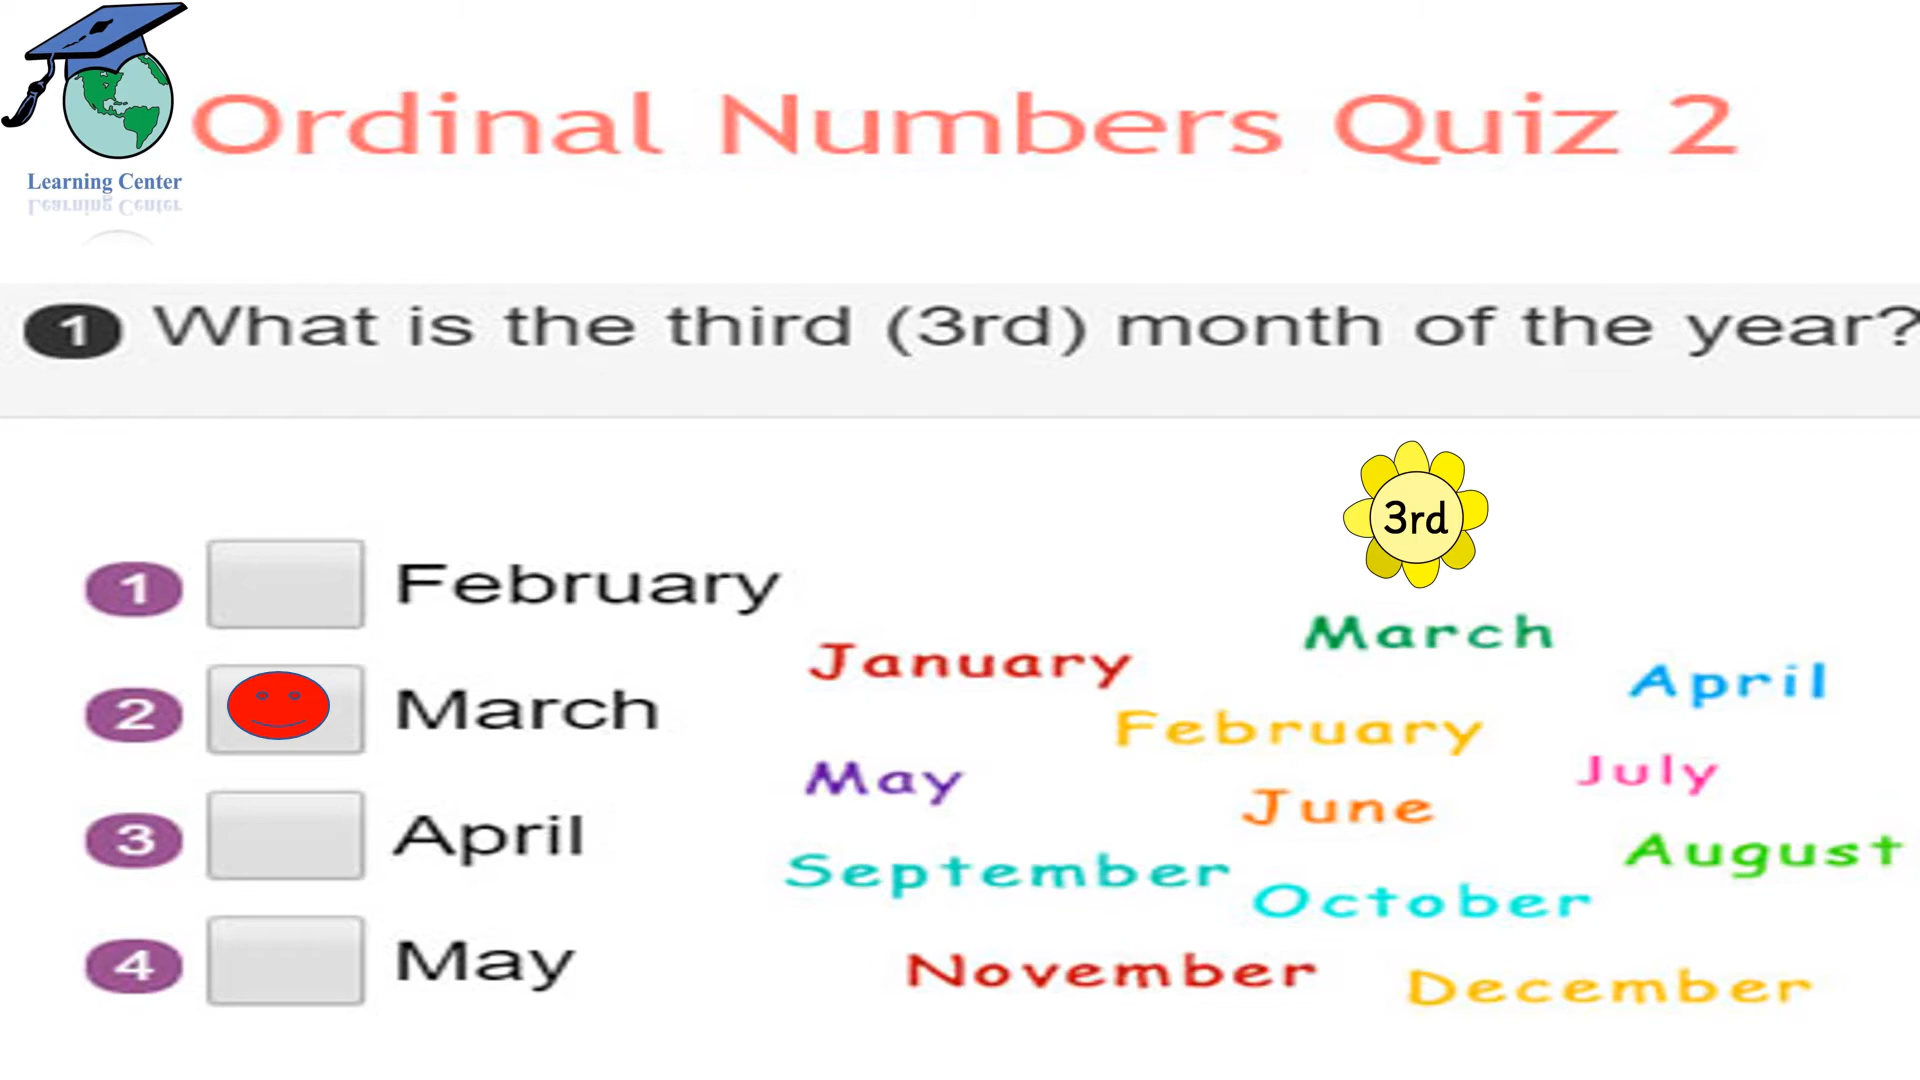 Ordinal Numbers Quiz 2
Learning Center
1 What is the third (3rd) month of the year?
3rd
1 February
2 March
3 April
4 May
March
January
April
February
May
July
June
August
September
October
November
December